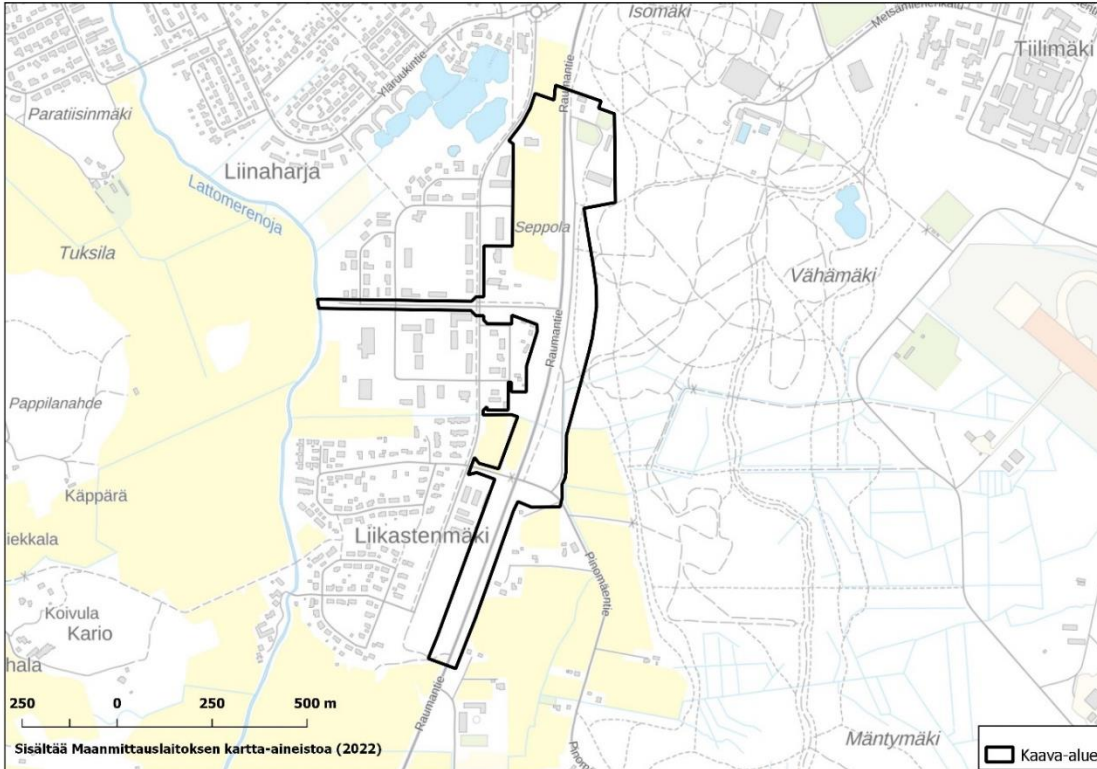 Isomäki
Metsämiehenkatu
Tiilimäki
Yläruukintie
Raumantie
Paratiisinmäki
Liinaharja
Lattomerenoja
Seppola
Tuksila
Vähämäki
Raumantie
Pappilanahde
Käppärä
iekkala
Liikastenmäki
Pinomäentie
Koivula
Kario
hala
250 0 250 500 m
Raumantie
Mäntymäki
Sisältää Maanmittauslaitoksen kartta-aineistoa (2022)
Kaava-alue